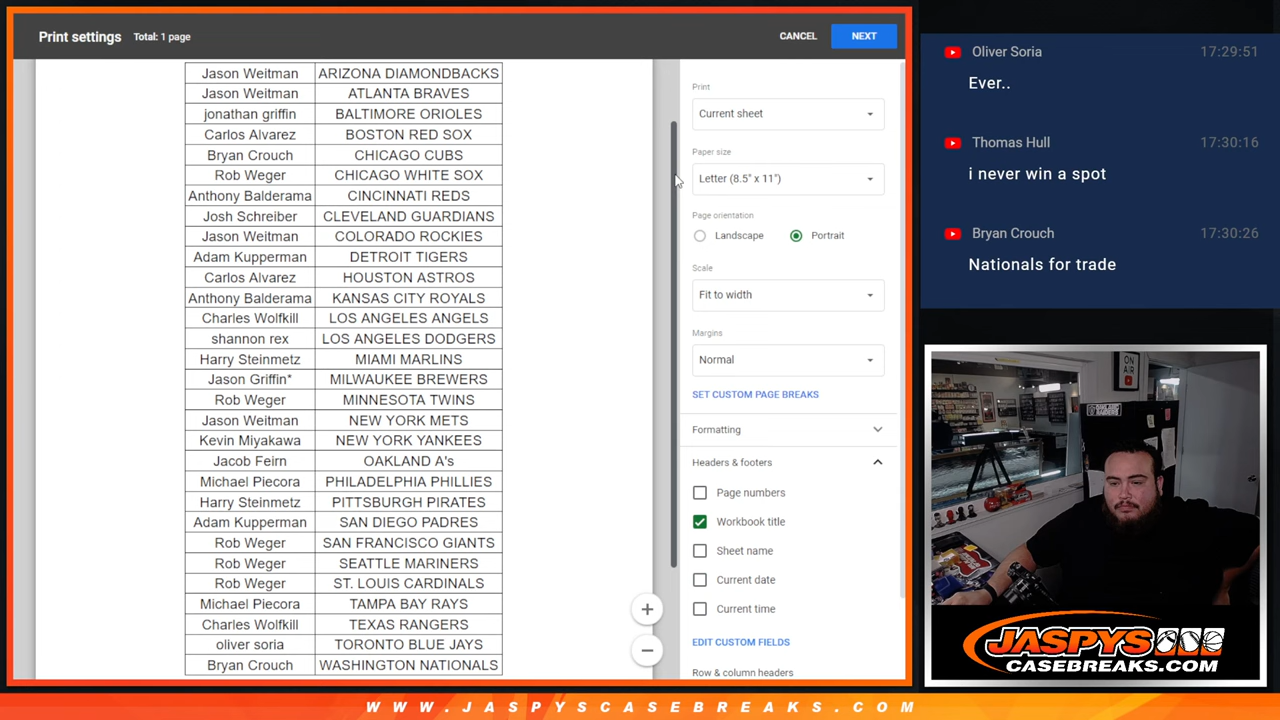 Print settings Total: 1 page CANCEL NEXT
Jason Weitman ARIZONA DIAMONDBACKS
Jason Weitman ATLANTA BRAVES
jonathan griffin BALTIMORE ORIOLES
Carlos Alvarez BOSTON RED SOX
Bryan Crouch CHICAGO CUBS
Rob Weger CHICAGO WHITE SOX
Anthony Balderama CINCINNATI REDS
Josh Schreiber CLEVELAND GUARDIANS
Jason Weitman COLORADO ROCKIES
Adam Kupperman DETROIT TIGERS
Carlos Alvarez HOUSTON ASTROS
Anthony Balderama KANSAS CITY ROYALS
Charles Wolfkill LOS ANGELES ANGELS
shannon rex LOS ANGELES DODGERS
Harry Steinmetz MIAMI MARLINS
Jason Griffin* MILWAUKEE BREWERS
Rob Weger MINNESOTA TWINS
Jason Weitman NEW YORK METS
Kevin Miyakawa NEW YORK YANKEES
Jacob Feirn OAKLAND A's
Michael Piecora PHILADELPHIA PHILLIES
Harry Steinmetz PITTSBURGH PIRATES
Adam Kupperman SAN DIEGO PADRES
Rob Weger SAN FRANCISCO GIANTS
Rob Weger SEATTLE MARINERS
Rob Weger ST. LOUIS CARDINALS
Michael Piecora TAMPA BAY RAYS
Charles Wolfkill TEXAS RANGERS
oliver soria TORONTO BLUE JAYS
Bryan Crouch WASHINGTON NATIONALS
Print
Current sheet
Paper size
Letter (8.5" x 11")
Page orientation
Landscape Portrait
Scale
Fit to width
Margins
Normal
SET CUSTOM PAGE BREAKS
Formatting
Headers & footers
Page numbers
Workbook title
Sheet name
Current date
Current time
EDIT CUSTOM FIELDS
Row & column headers
Oliver Soria 17:29:51
Ever..
Thomas Hull 17:30:16
i never win a spot
Bryan Crouch 17:30:26
Nationals for trade
ON
AIR
JASPYS
CASEBREAKS.COM
WWW.JASPYSCASEBREAKS.COM